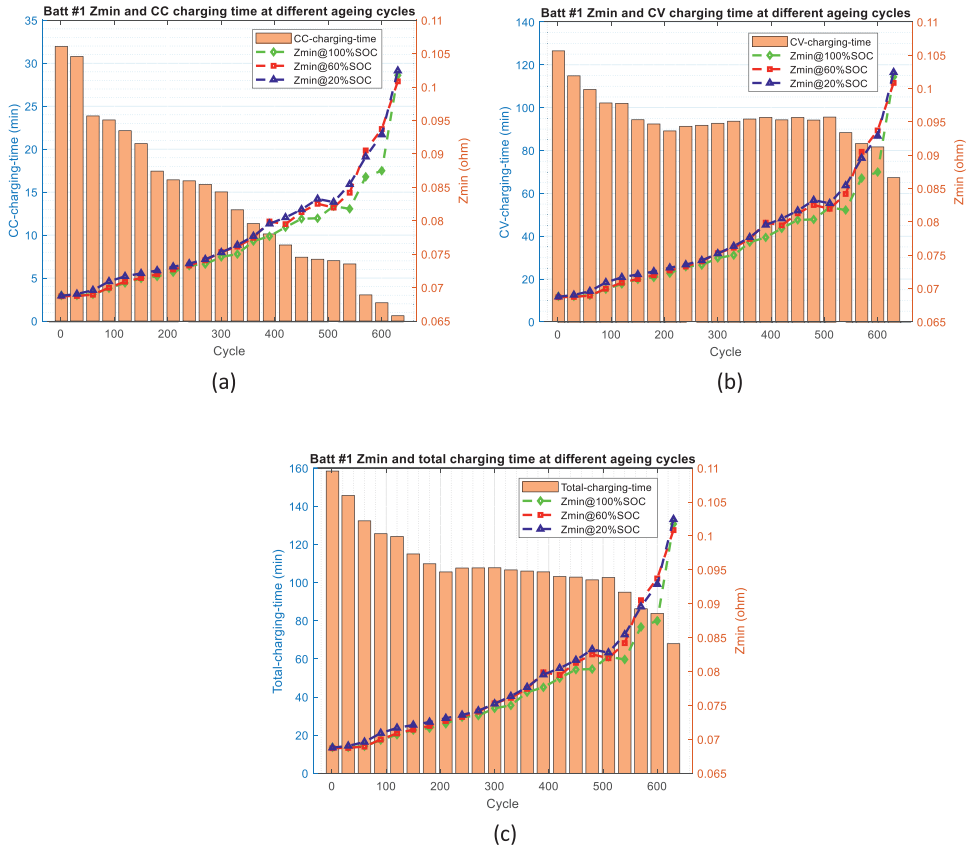 Batt #1 Zmin and CC charging time at different ageing cycles
35
30
25
20
15
10
5
0
CC-charging-time (min)
CC-charging-time
Zmin@100%SOC
Zmin@60%SOC
Zmin@20%SOC
0.11
0.105
0.1
0.095
0.09
0.085
0.08
0.075
0.07
0.065
Zmin (ohm)
0 100 200 300 400 500 600
Cycle
(a)
Batt #1 Zmin and CV charging time at different ageing cycles
140
120
100
80
60
40
20
0
CV-charging-time (min)
CV-charging-time
Zmin@100%SOC
Zmin@60%SOC
Zmin@20%SOC
0.11
0.105
0.1
0.095
0.09
0.085
0.08
0.075
0.07
0.065
Zmin (ohm)
0 100 200 300 400 500 600
Cycle
(b)
Batt #1 Zmin and total charging time at different ageing cycles
160
140
120
100
80
60
40
20
0
Total-charging-time (min)
Total-charging-time
Zmin@100%SOC
Zmin@60%SOC
Zmin@20%SOC
0.11
0.105
0.1
0.095
0.09
0.085
0.08
0.075
0.07
0.065
Zmin (ohm)
0 100 200 300 400 500 600
Cycle
(c)